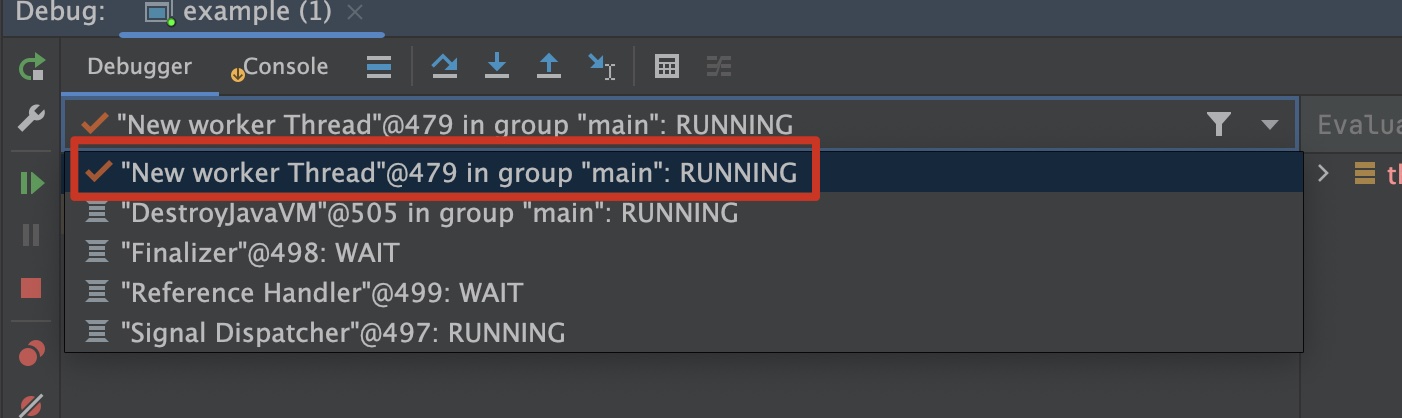 Debug: example (1)
Debugger Console
"New worker Thread"@479 in group "main": RUNNING
Evalua
"New worker Thread"@479 in group "main": RUNNING
"DestroyJavaVM"@505 in group "main": RUNNING
"Finalizer"@498: WAIT
"Reference Handler"@499: WAIT
"Signal Dispatcher"@497: RUNNING